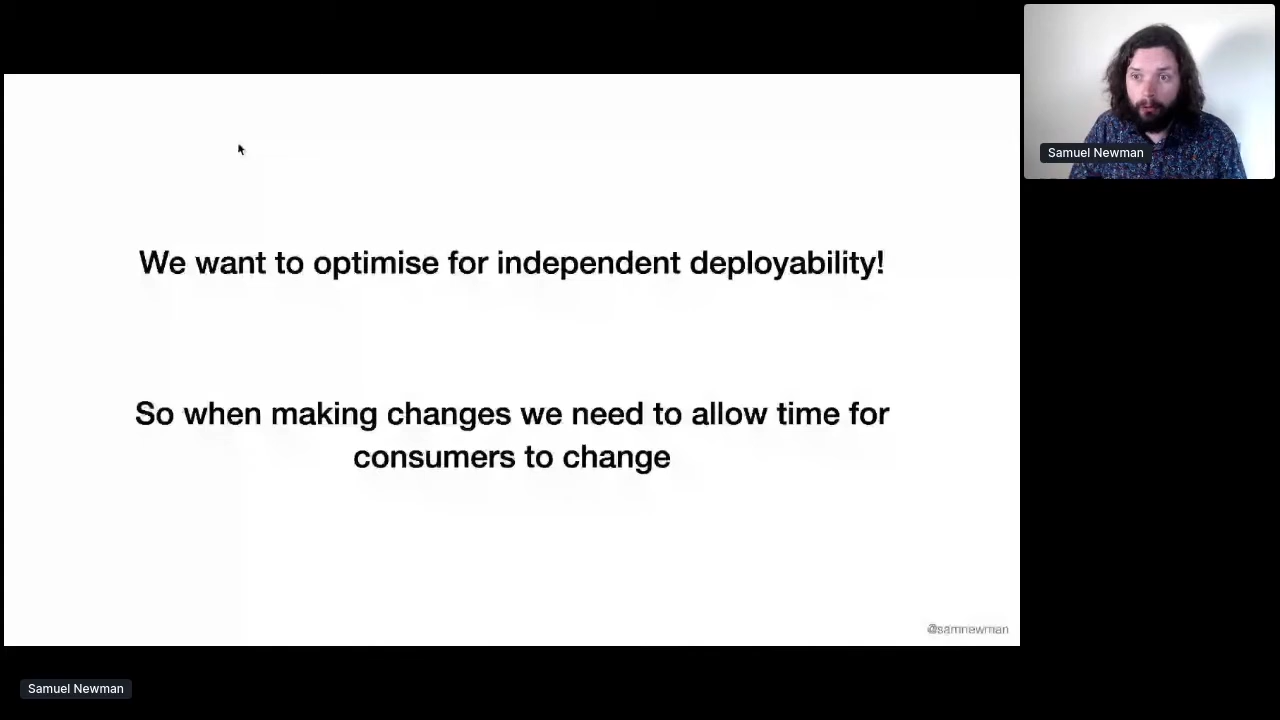 Samuel Newman
We want to optimise for independent deployability!
So when making changes we need to allow time for
consumers to change
@samnewman
Samuel Newman